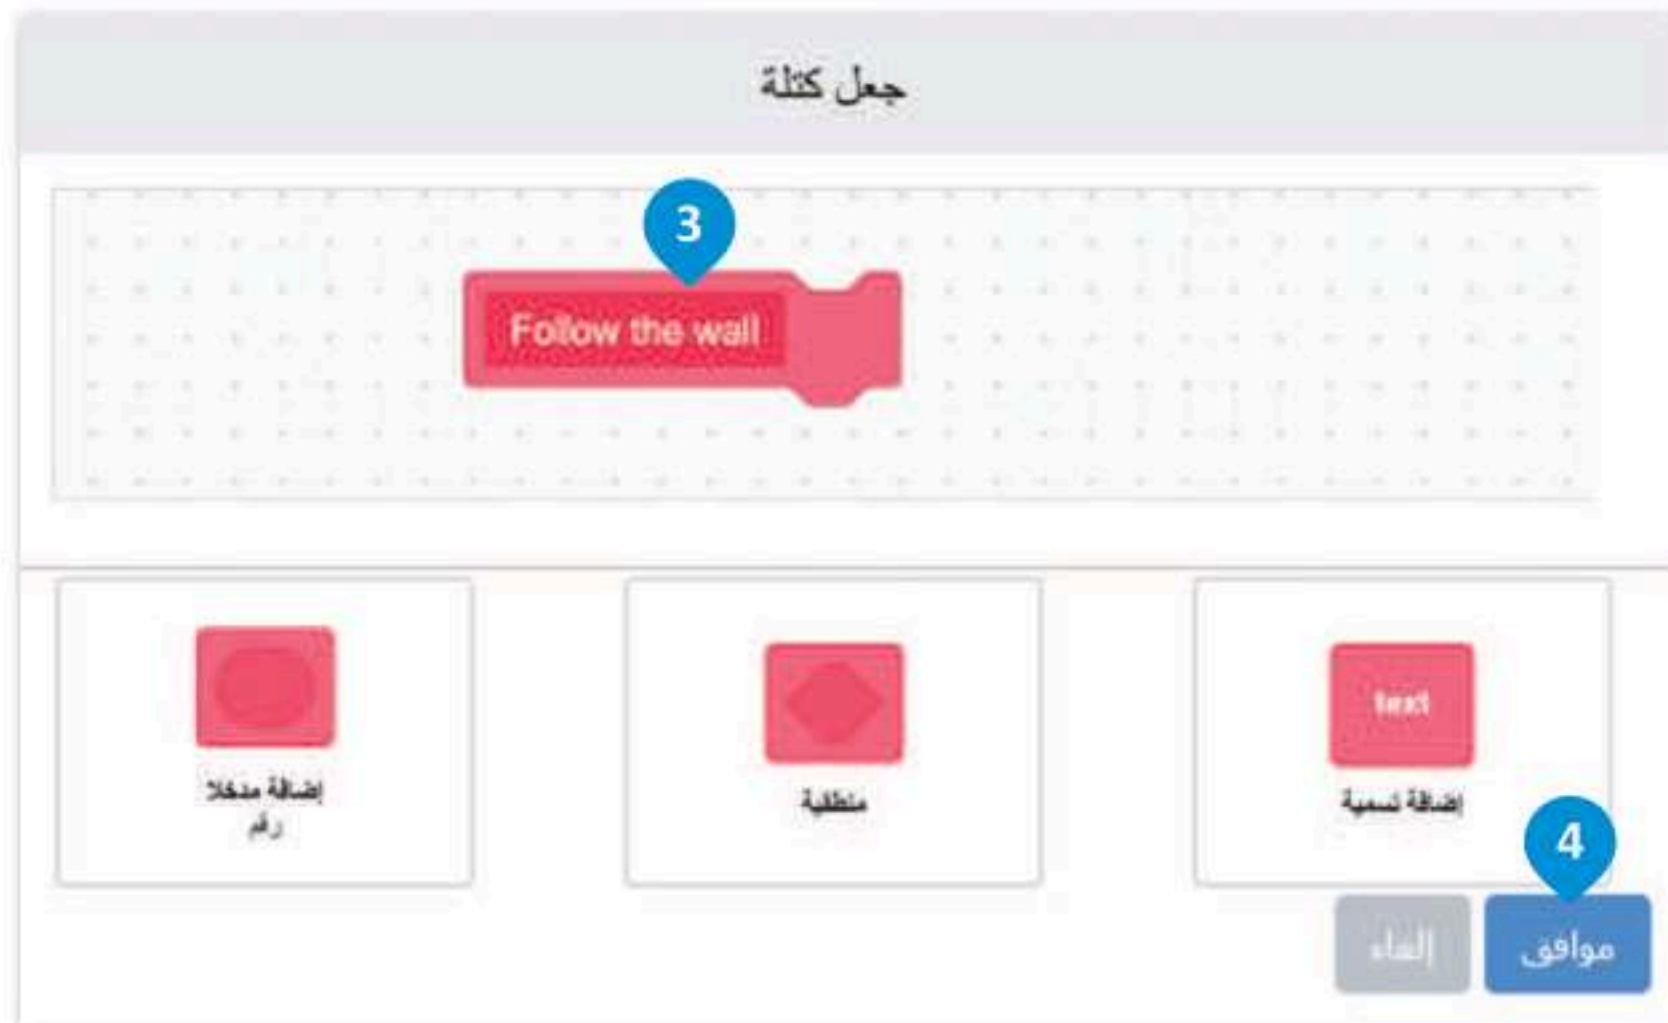 جعل كتلة
3
Follow the wall
text
إضافة تسمية
منطقية
إضافة مدخلا
رقم
4
موافق
إلغاء